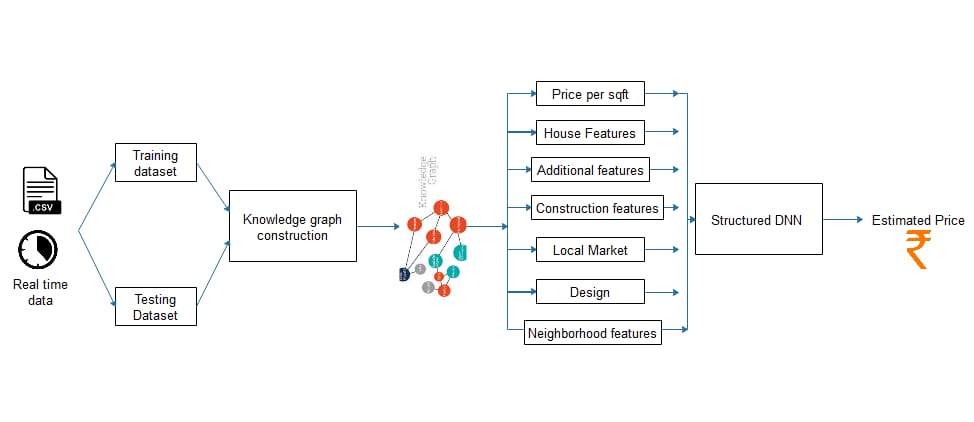 .CSV
Real time
data
Training
dataset
Testing
Dataset
Knowledge graph
construction
Knowledge
Graph
Price per sqft
House Features
Additional features
Construction features
Local Market
Design
Neighborhood features
Structured DNN
Estimated Price
₹